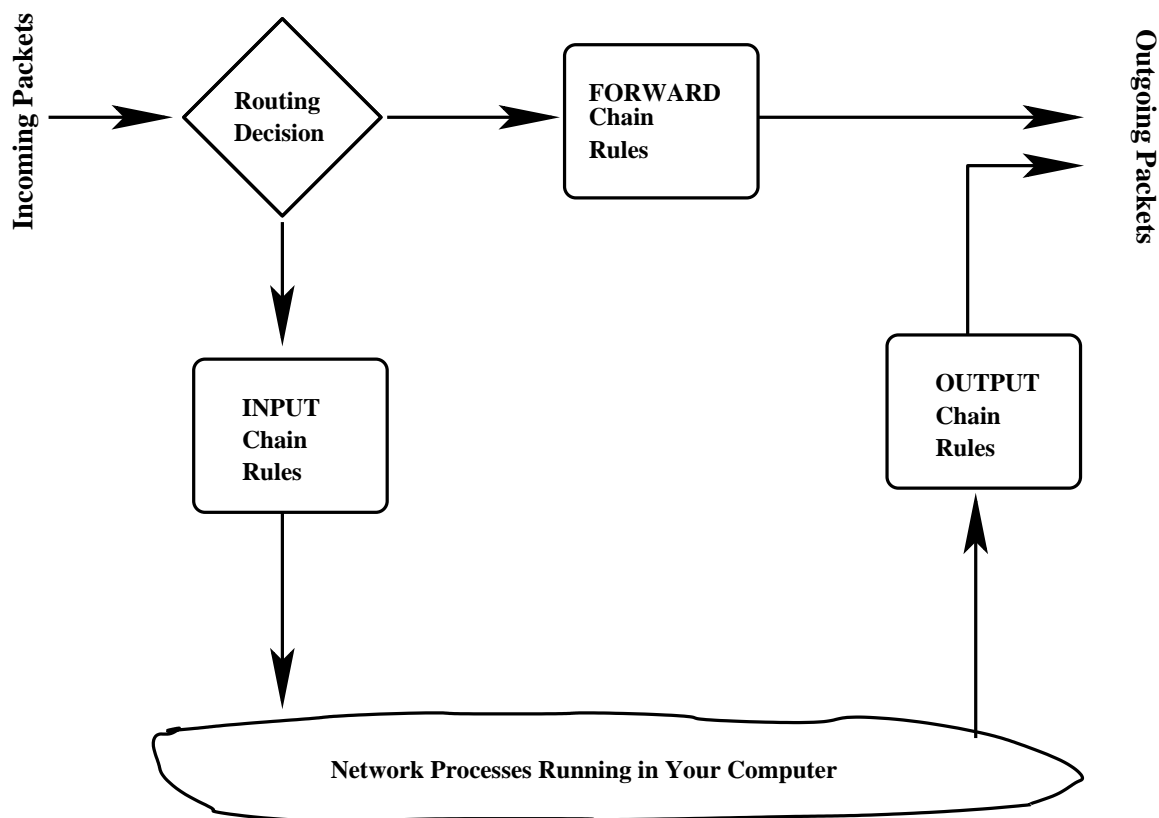 Incoming Packets
Routing
Decision
FORWARD
Chain
Rules
Outgoing Packets
INPUT
Chain
Rules
OUTPUT
Chain
Rules
Network Processes Running in Your Computer